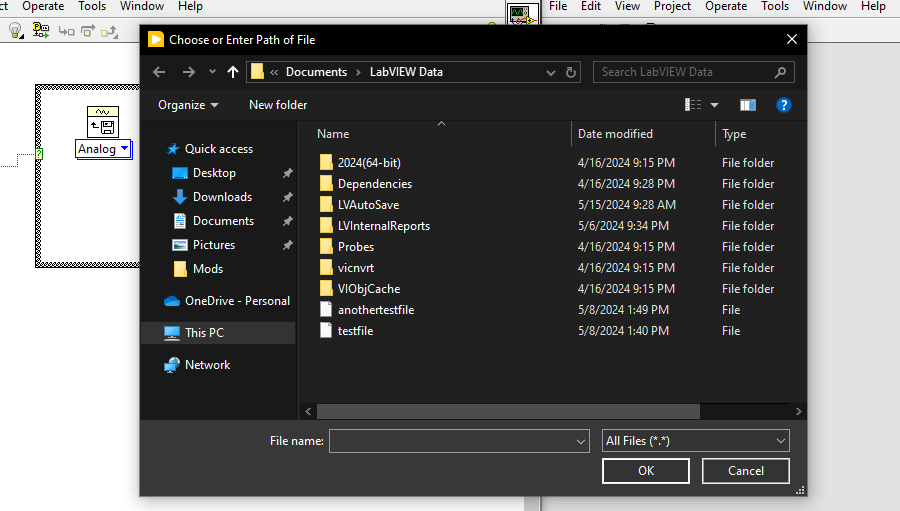 ct Operate Tools Window Help
File Edit View Project Operate Tools Window Help
Analog
?
Choose or Enter Path of File
« Documents › LabVIEW Data
Search LabVIEW Data
Organize New folder
?
Name Date modified Type
Quick access
Desktop
Downloads
Documents
Pictures
Mods
OneDrive - Personal
This PC
Network
2024(64-bit) 4/16/2024 9:15 PM File folder
Dependencies 4/16/2024 9:28 PM File folder
LVAutoSave 5/15/2024 9:28 AM File folder
LVInternalReports 5/6/2024 9:34 PM File folder
Probes 4/16/2024 9:15 PM File folder
vicnvrt 4/16/2024 9:15 PM File folder
VIObjCache 4/16/2024 9:15 PM File folder
anothertestfile 5/8/2024 1:49 PM File
testfile 5/8/2024 1:40 PM File
File name:
All Files (*.*)
OK Cancel